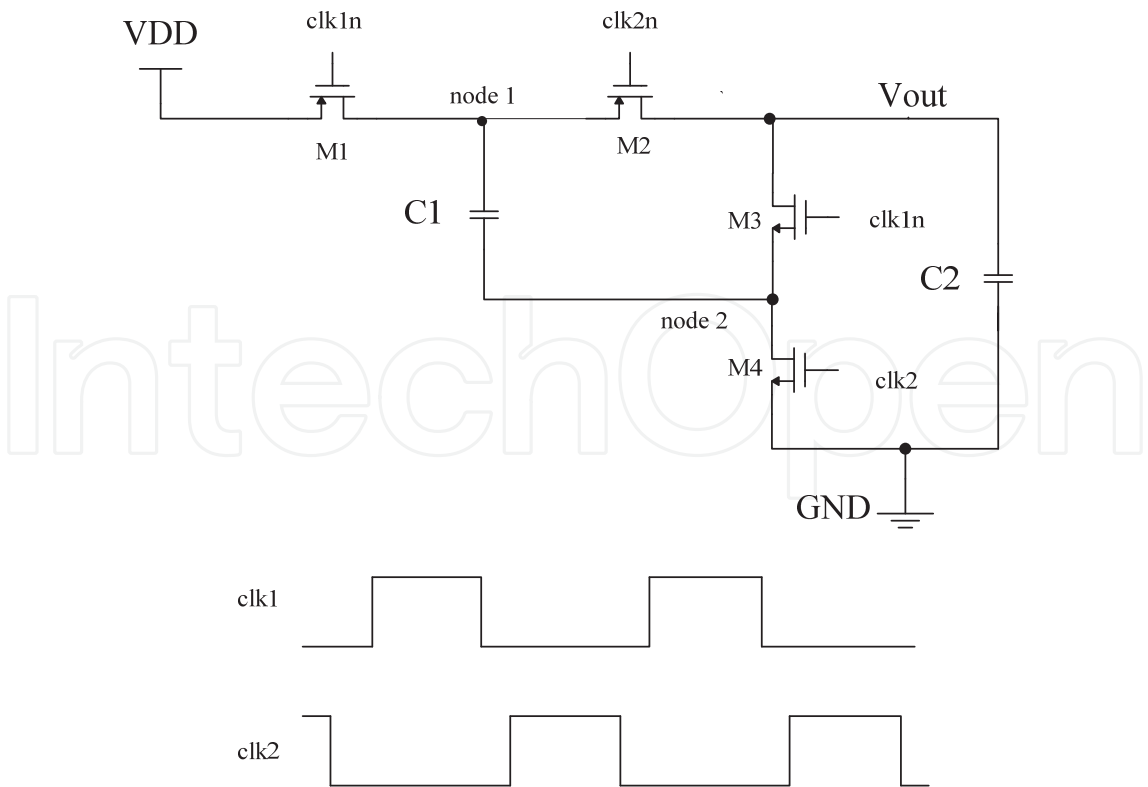 clk1n
clk2n
VDD
node 1
Vout
M1
M2
C1
M3
clk1n
C2
node 2
M4
clk2
GND
clk1
clk2
IntechOpen